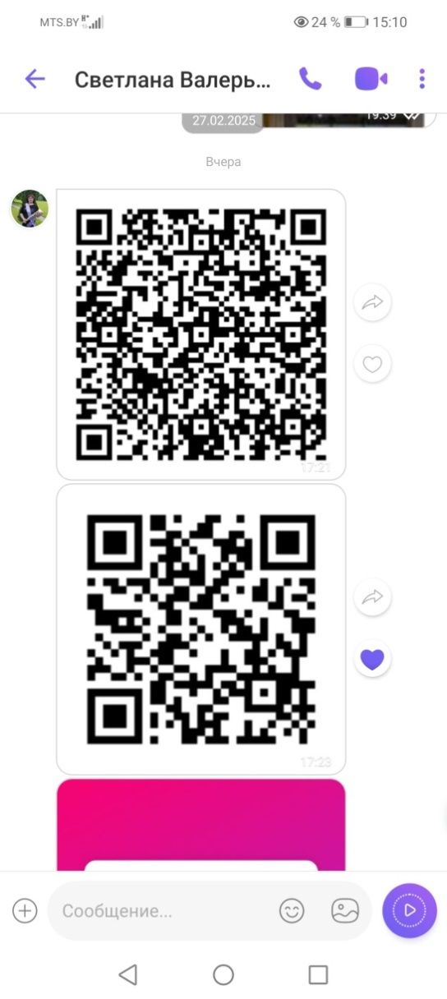 MTS.BY 24 % 15:10
Светлана Валерь...
27.02.2025
19:39
Вчера
17:21
17:23
Сообщение...